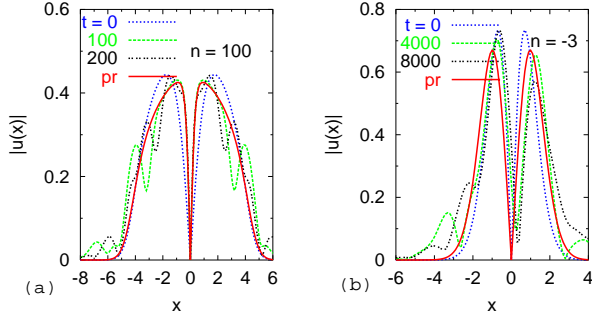 t = 0
100
200
pr
n = 100
|u(x)|
0.6
0.4
0.2
0
-8 -6 -4 -2 0 2 4 6
x
(a)
t = 0
4000
8000
pr
n = -3
|u(x)|
0.8
0.6
0.4
0.2
0
-6 -4 -2 0 2 4
x
(b)